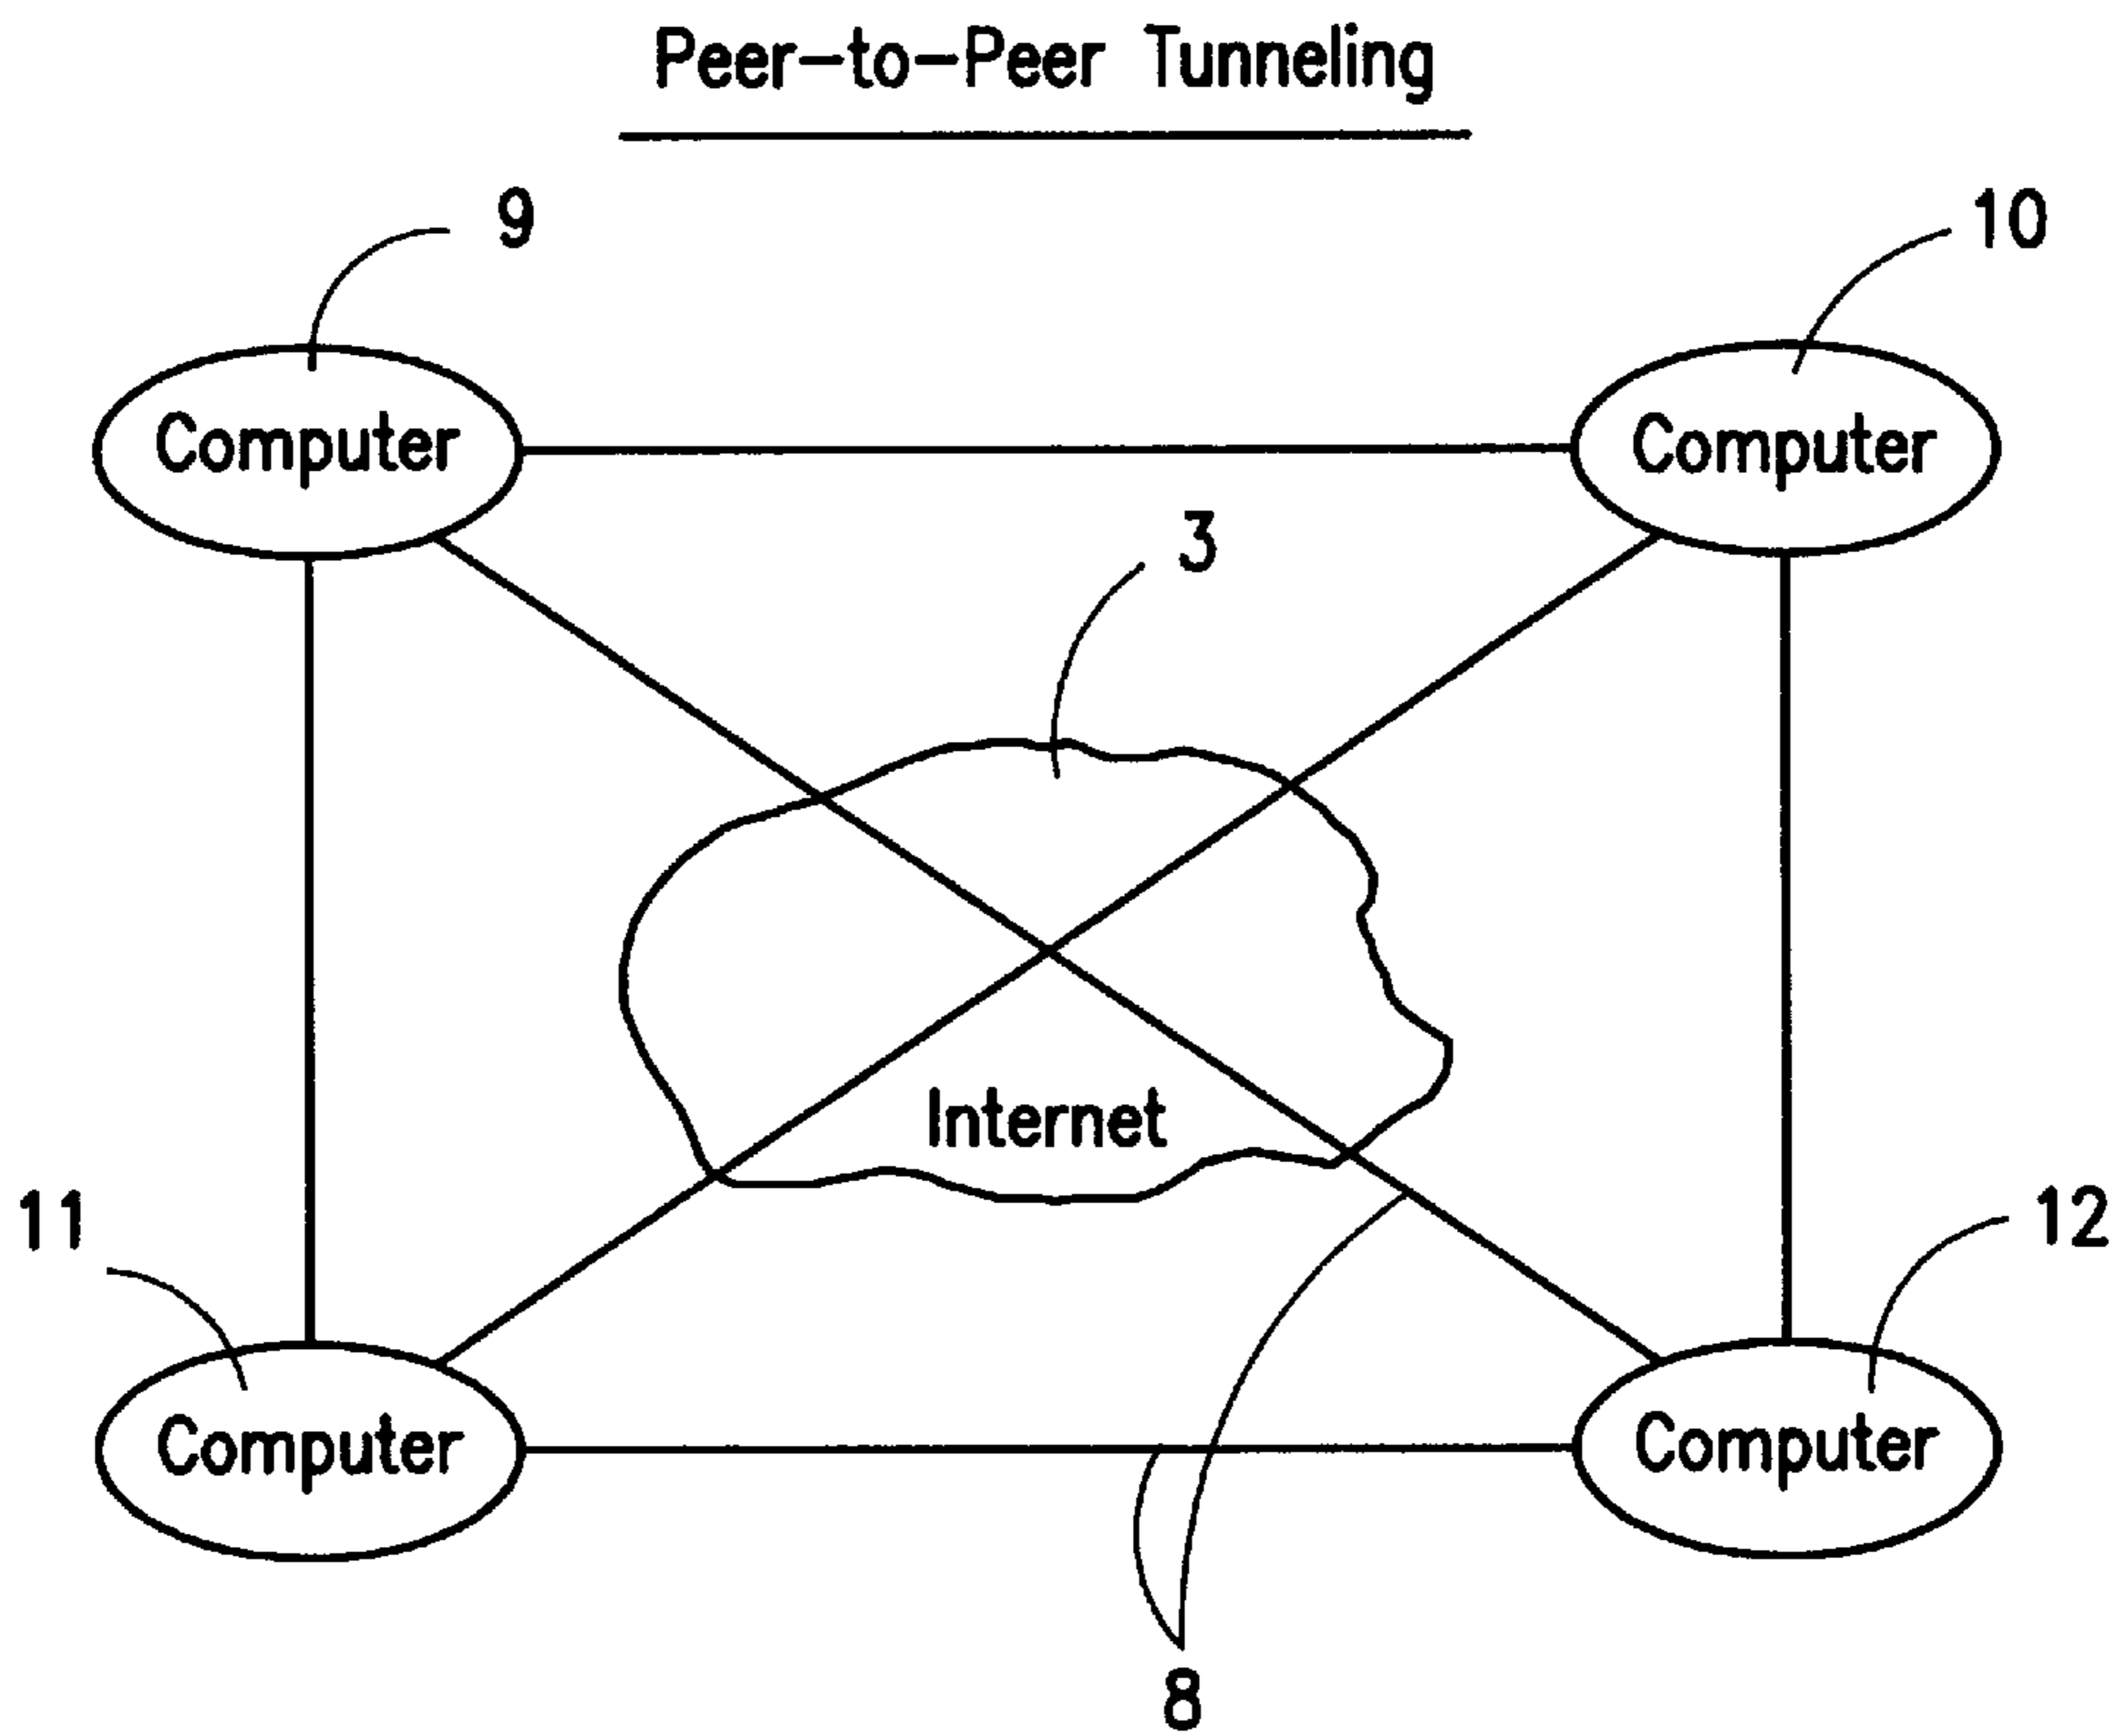 Peer-to-Peer Tunneling
9
10
Computer
Computer
3
Internet
11
12
Computer
Computer
8